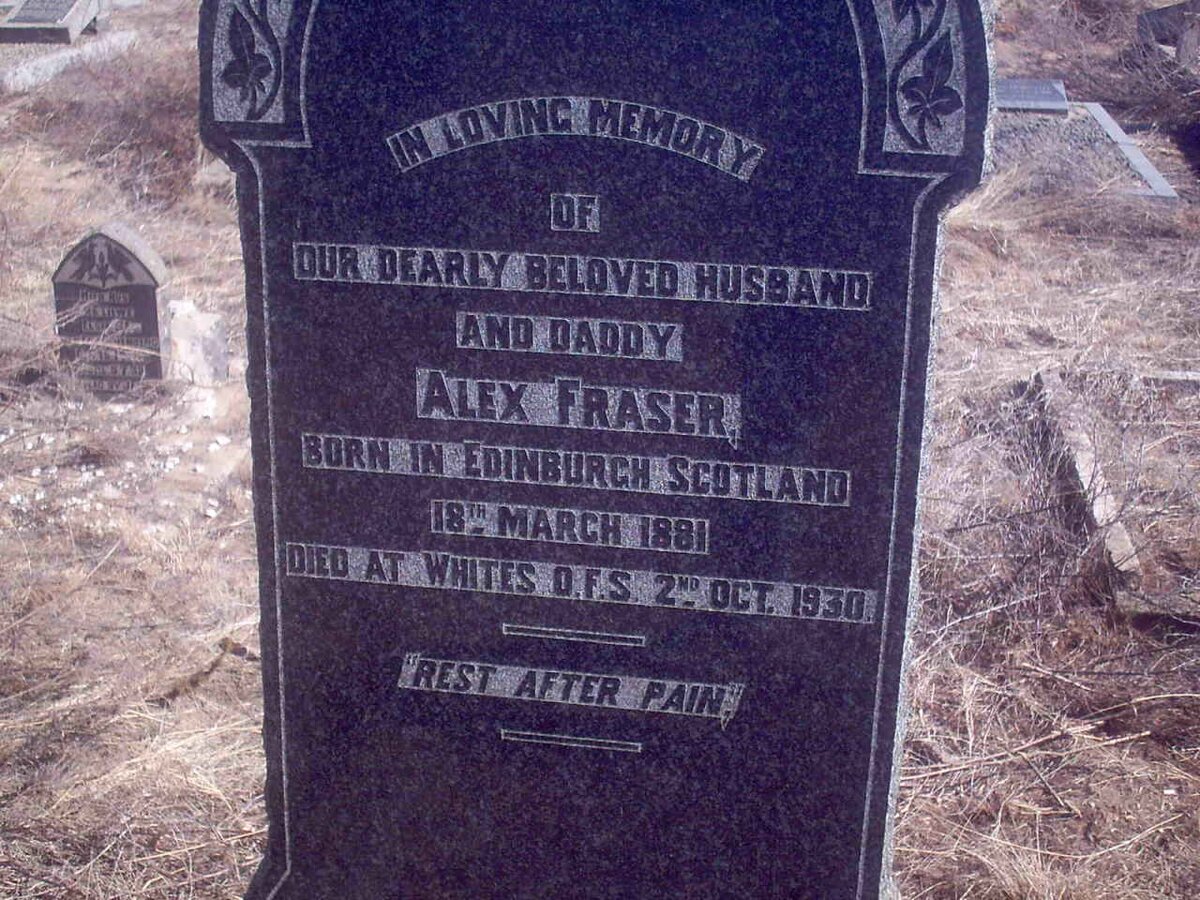 IN LOVING MEMORY
OF
OUR DEARLY BELOVED HUSBAND
AND DADDY
ALEX FRASER,
BORN IN EDINBURGH SCOTLAND
18TH MARCH 1881
DIED AT WHITES O.F.S. 2ND OCT. 1930.
"REST AFTER PAIN."